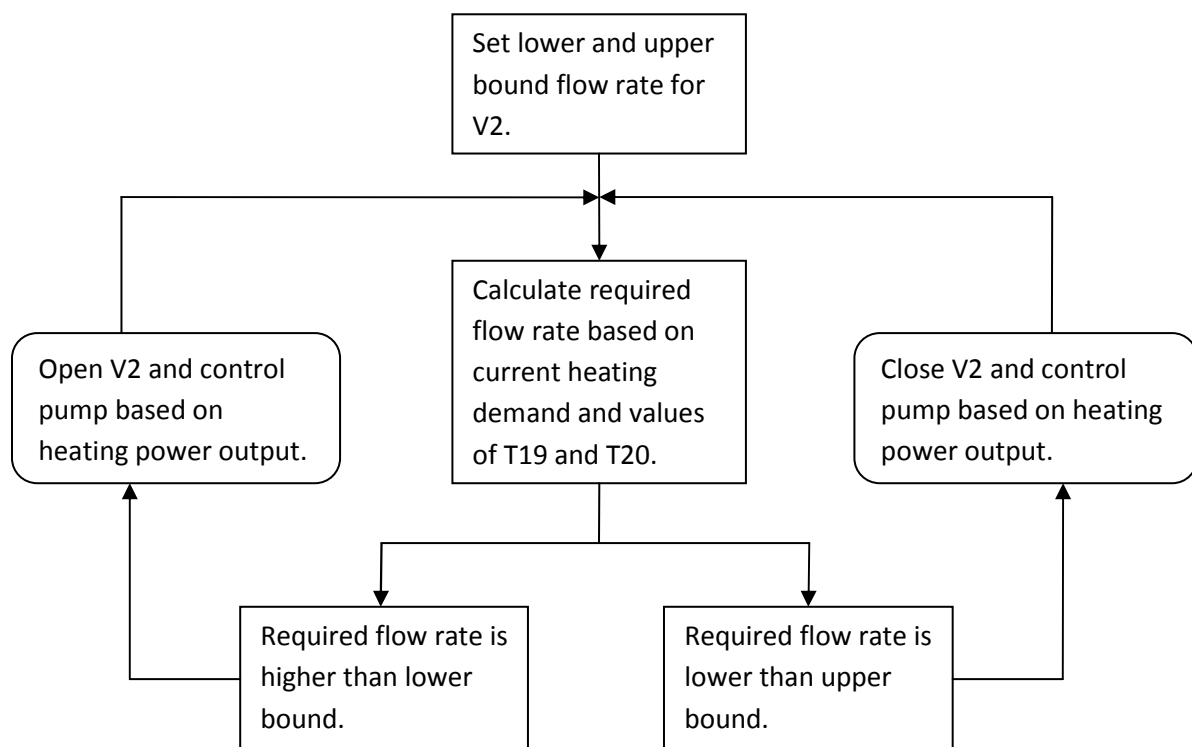 Set lower and upper
bound flow rate for
V2.
Calculate required
flow rate based on
current heating
demand and values
of T19 and T20.
Open V2 and control
pump based on
heating power output.
Close V2 and control
pump based on heating
power output.
Required flow rate is
higher than lower
bound.
Required flow rate is
lower than upper
bound.